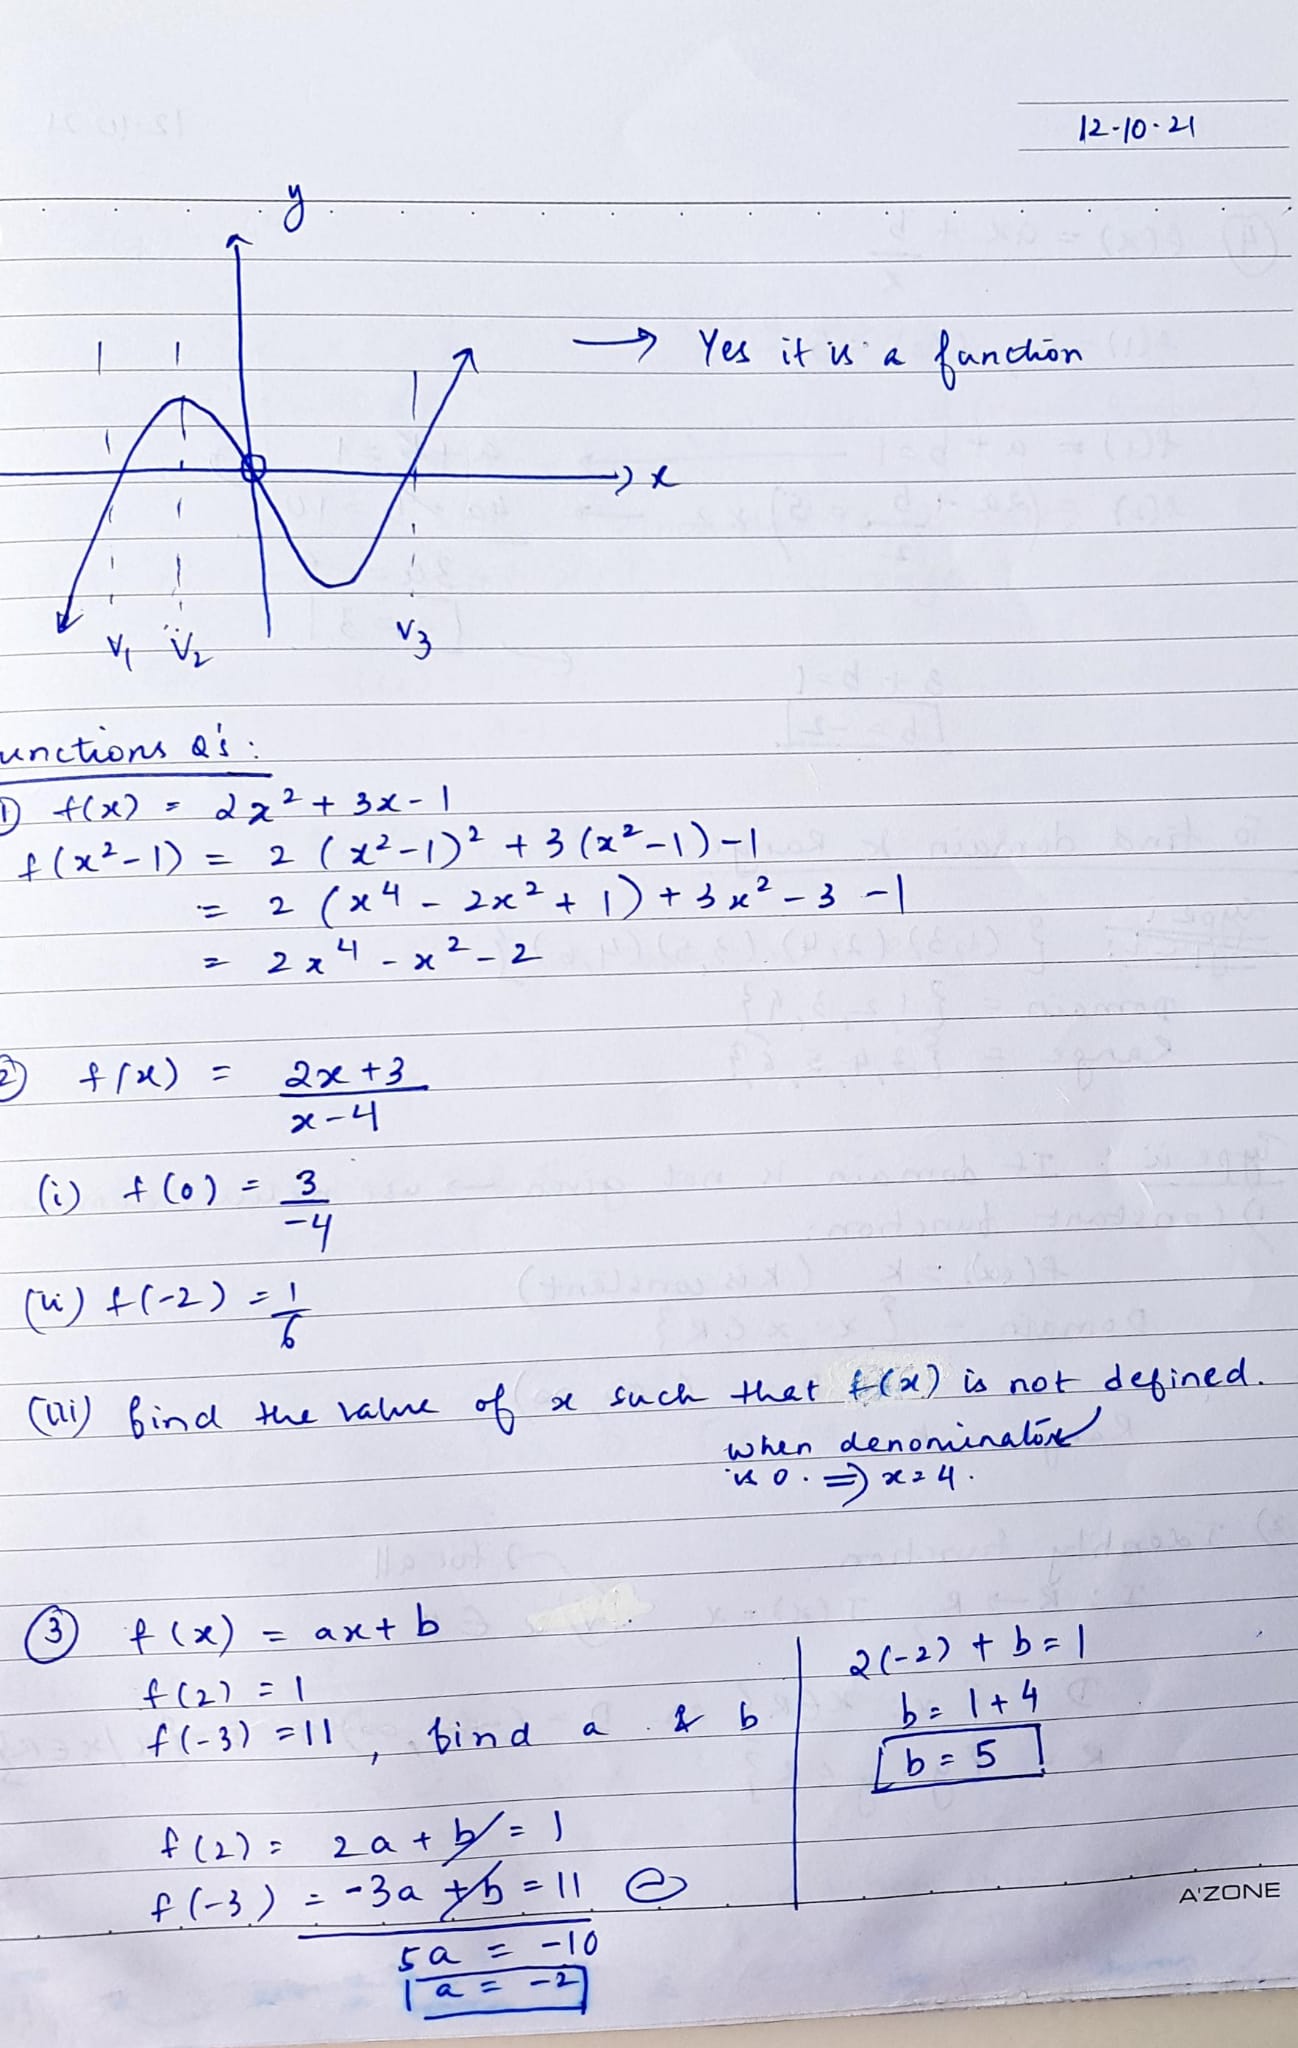 12-10-21
y
→ Yes it is a function
x
V₁ V₂ V₃
unctions Q's:
① f(x) = 2x² + 3x - 1
f(x²-1) = 2(x²-1)² + 3(x²-1)-1
= 2(x⁴ - 2x² + 1) + 3x² - 3 - 1
= 2x⁴ - x² - 2
② f(x) = (2x+3)/(x-4)
(i) f(0) = 3/-4
(ii) f(-2) = 1/6
(iii) find the value of x such that f(x) is not defined.
when denominator
is 0. ⇒ x = 4.
③ f(x) = ax + b
f(2) = 1
f(-3) = 11, find a & b
f(2) = 2a + b = 1
f(-3) = -3a + b = 11 ⊖
5a = -10
a = -2
2(-2) + b = 1
b = 1 + 4
b = 5
A'ZONE